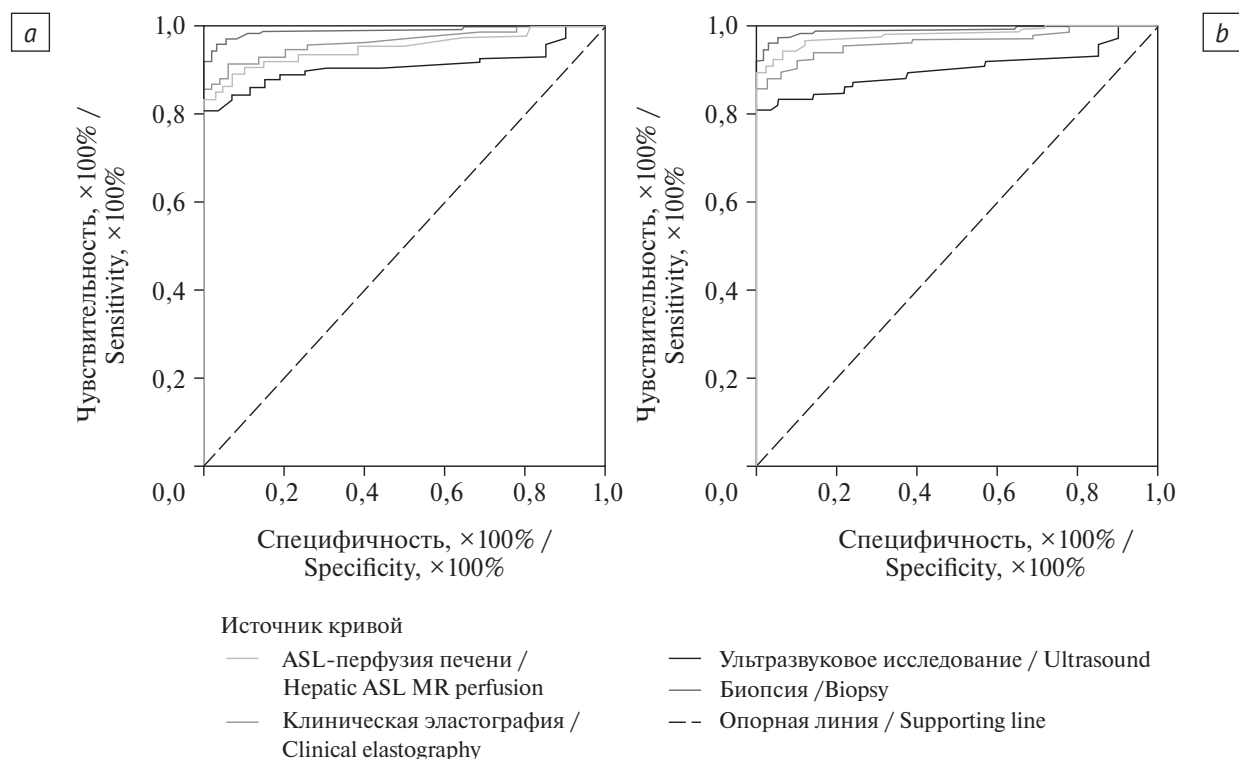 a
Чувствительность, ×100% /
Sensitivity, ×100%
1,0
0,8
0,6
0,4
0,2
0,0
0,2
0,4
0,6
0,8
1,0
Специфичность, ×100% /
Specificity, ×100%
b
Чувствительность, ×100% /
Sensitivity, ×100%
1,0
0,8
0,6
0,4
0,2
0,0
0,2
0,4
0,6
0,8
1,0
Специфичность, ×100% /
Specificity, ×100%
Источник кривой
ASL-перфузия печени /
Hepatic ASL MR perfusion
Клиническая эластография /
Clinical elastography
Ультразвуковое исследование / Ultrasound
Биопсия /Biopsy
Опорная линия / Supporting line